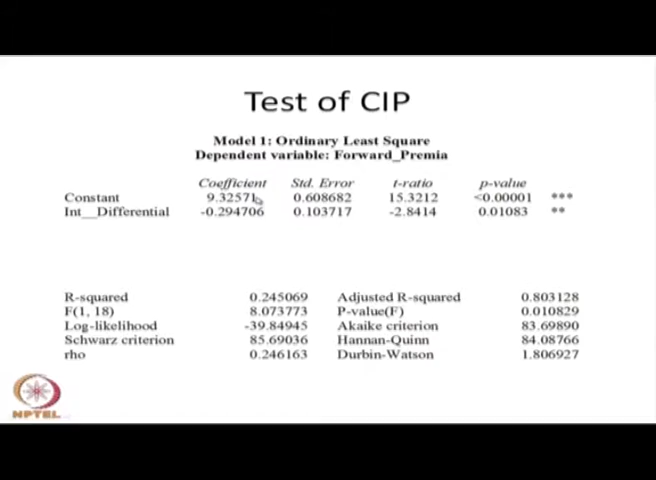 Test of CIP
Model 1: Ordinary Least Square
Dependent variable: Forward_Premia
Coefficient Std. Error t-ratio p-value
Constant 9.32571 0.608682 15.3212 <0.00001 ***
Int__Differential -0.294706 0.103717 -2.8414 0.01083 **
R-squared 0.245069 Adjusted R-squared 0.803128
F(1, 18) 8.073773 P-value(F) 0.010829
Log-likelihood -39.84945 Akaike criterion 83.69890
Schwarz criterion 85.69036 Hannan-Quinn 84.08766
rho 0.246163 Durbin-Watson 1.806927
NPTEL